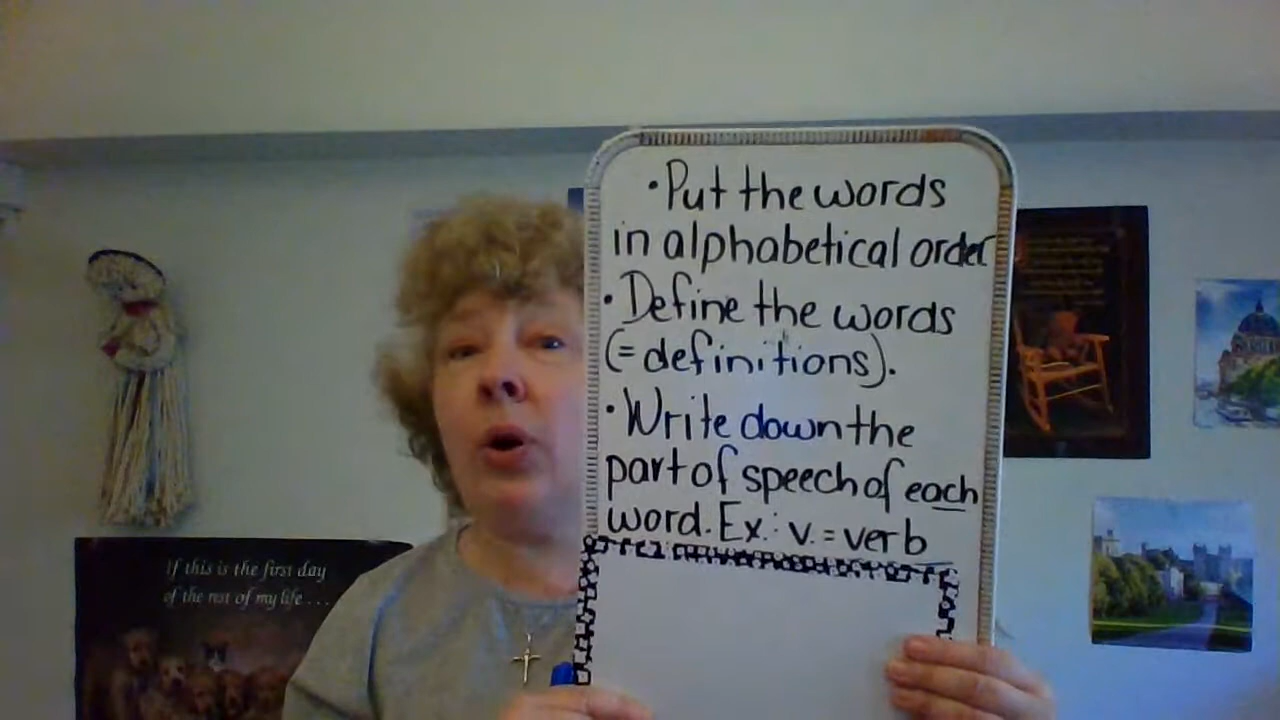 •Put the words
in alphabetical order
•Define the words
(=definitions).
•Write down the
part of speech of each
word. Ex.: v. = verb
If this is the first day
of the rest of my life . . .